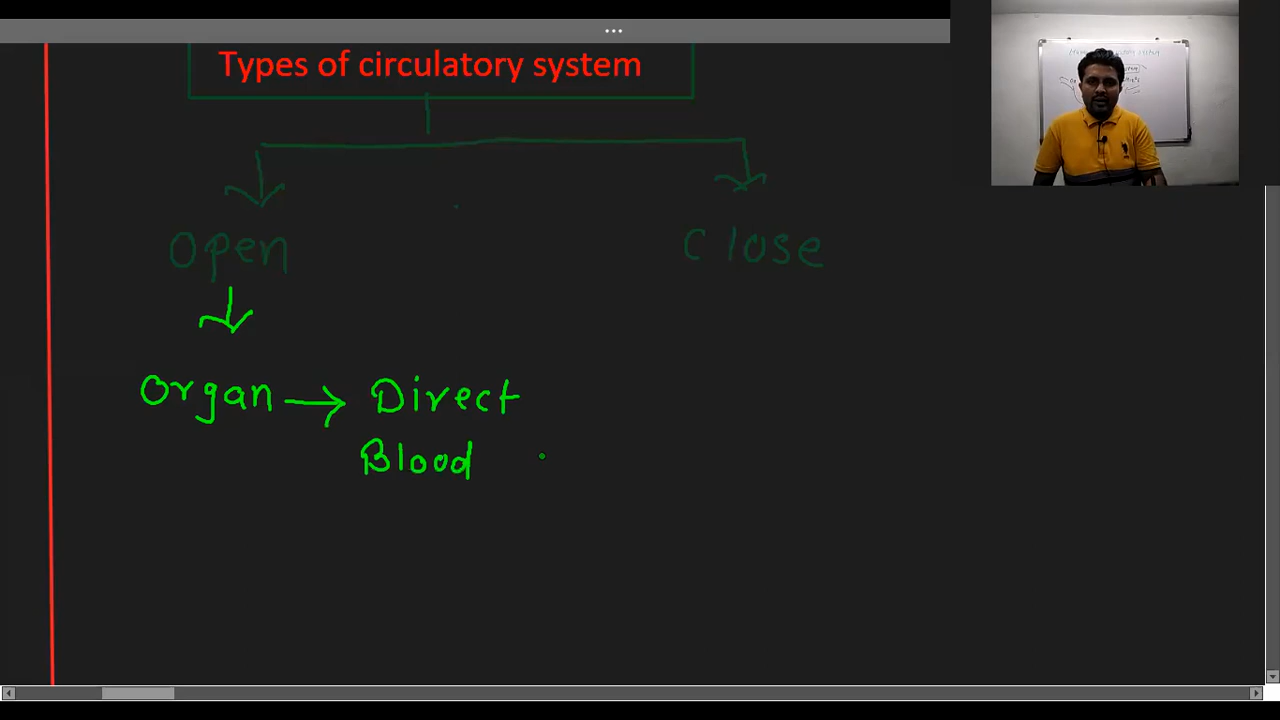 Types of circulatory system
Open
Close
Organ → Direct
Blood